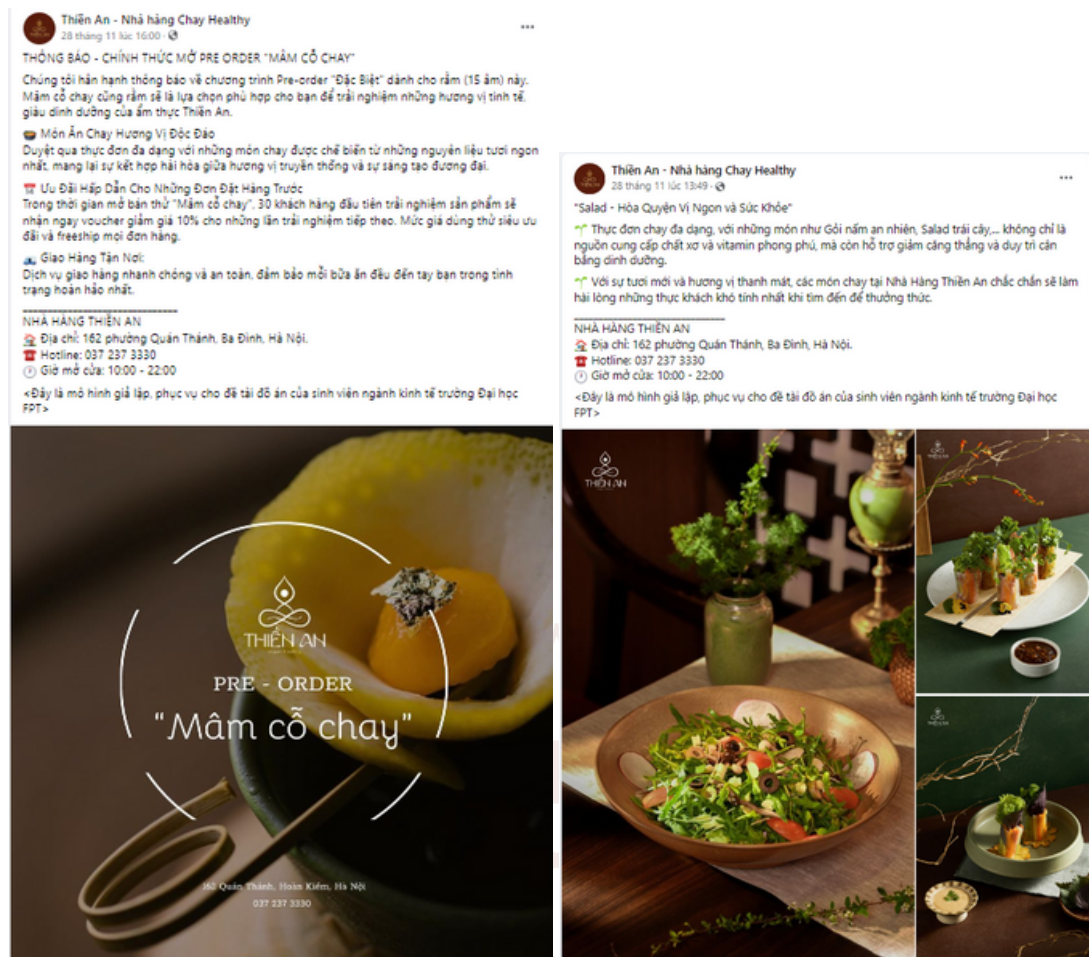 Thiền An - Nhà hàng Chay Healthy
28 tháng 11 lúc 16:00 ·
THÔNG BÁO - CHÍNH THỨC MỞ PRE ORDER "MÂM CỖ CHAY"
Chúng tôi hân hạnh thông báo về chương trình Pre-order "Đặc Biệt" dành cho rằm (15 âm) này.
Mâm cỗ chay cúng rằm sẽ là lựa chọn phù hợp cho bạn để trải nghiệm những hương vị tinh tế,
giàu dinh dưỡng của ẩm thực Thiền An.
Món Ăn Chay Hương Vị Độc Đáo
Duyệt qua thực đơn đa dạng với những món chay được chế biến từ những nguyên liệu tươi ngon
nhất, mang lại sự kết hợp hài hòa giữa hương vị truyền thống và sự sáng tạo đương đại.
Ưu Đãi Hấp Dẫn Cho Những Đơn Đặt Hàng Trước
Trong thời gian mở bán thử "Mâm cỗ chay", 30 khách hàng đầu tiên trải nghiệm sản phẩm sẽ
nhận ngay voucher giảm giá 10% cho những lần trải nghiệm tiếp theo. Mức giá dùng thử siêu ưu
đãi và freeship mọi đơn hàng.
Giao Hàng Tận Nơi:
Dịch vụ giao hàng nhanh chóng và an toàn, đảm bảo mỗi bữa ăn đều đến tay bạn trong tình
trạng hoàn hảo nhất.
NHÀ HÀNG THIỀN AN
Địa chỉ: 162 phường Quán Thánh, Ba Đình, Hà Nội.
Hotline: 037 237 3330
Giờ mở cửa: 10:00 - 22:00
<Đây là mô hình giả lập, phục vụ cho đề tài đồ án của sinh viên ngành kinh tế trường Đại học
FPT>
THIỀN AN
PRE - ORDER
"Mâm cỗ chay"
162 Quán Thánh, Hoàn Kiếm, Hà Nội
037 237 3330
Thiền An - Nhà hàng Chay Healthy
28 tháng 11 lúc 13:49 ·
"Salad - Hòa Quyện Vị Ngon và Sức Khỏe"
Thực đơn chay đa dạng, với những món như Gỏi nấm an nhiên, Salad trái cây,... không chỉ là
nguồn cung cấp chất xơ và vitamin phong phú, mà còn hỗ trợ giảm căng thẳng và duy trì cân
bằng dinh dưỡng.
Với sự tươi mới và hương vị thanh mát, các món chay tại Nhà Hàng Thiền An chắc chắn sẽ làm
hài lòng những thực khách khó tính nhất khi tìm đến để thưởng thức.
NHÀ HÀNG THIỀN AN
Địa chỉ: 162 phường Quán Thánh, Ba Đình, Hà Nội.
Hotline: 037 237 3330
Giờ mở cửa: 10:00 - 22:00
<Đây là mô hình giả lập, phục vụ cho đề tài đồ án của sinh viên ngành kinh tế trường Đại học
FPT>
THIỀN AN